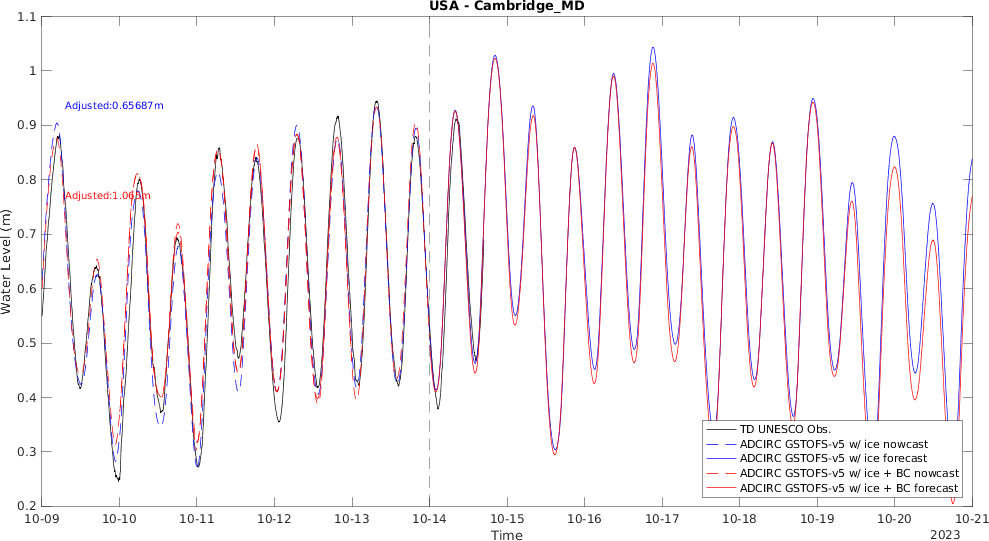 USA - Cambridge_MD
1.1
1
0.9
0.8
0.7
0.6
0.5
0.4
0.3
0.2
Water Level (m)
Adjusted:0.65687m
Adjusted:1.063m
TD UNESCO Obs.
ADCIRC GSTOFS-v5 w/ ice nowcast
ADCIRC GSTOFS-v5 w/ ice forecast
ADCIRC GSTOFS-v5 w/ ice + BC nowcast
ADCIRC GSTOFS-v5 w/ ice + BC forecast
10-09 10-10 10-11 10-12 10-13 10-14 10-15 10-16 10-17 10-18 10-19 10-20 10-21
Time
2023